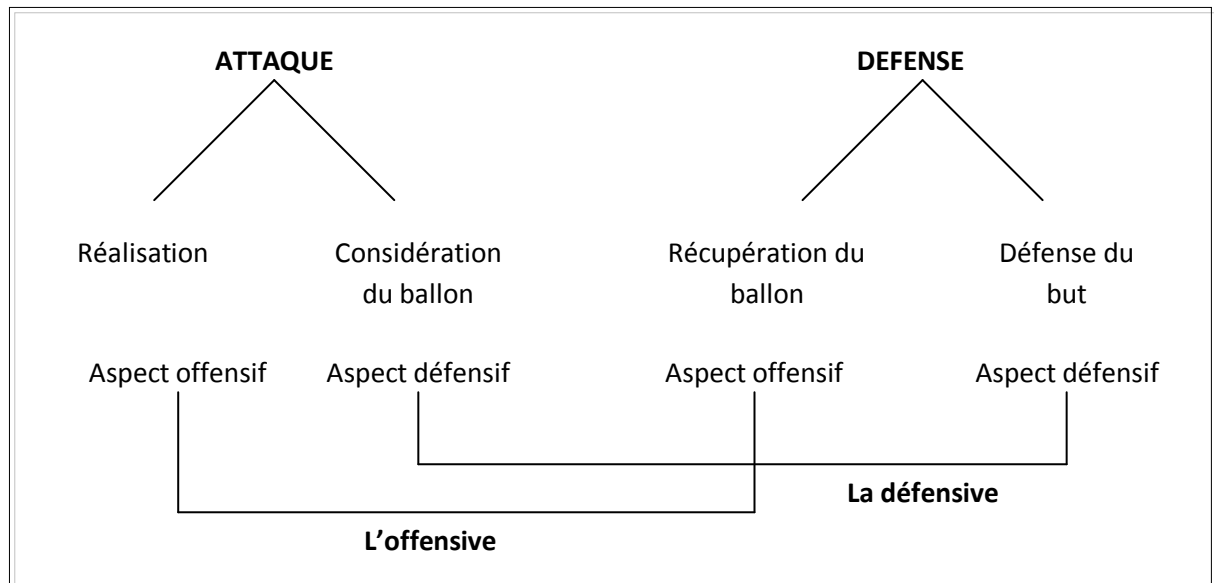 ATTAQUE
DEFENSE
Réalisation
Considération
du ballon
Récupération du
ballon
Défense du
but
Aspect offensif
Aspect défensif
Aspect offensif
Aspect défensif
La défensive
L’offensive